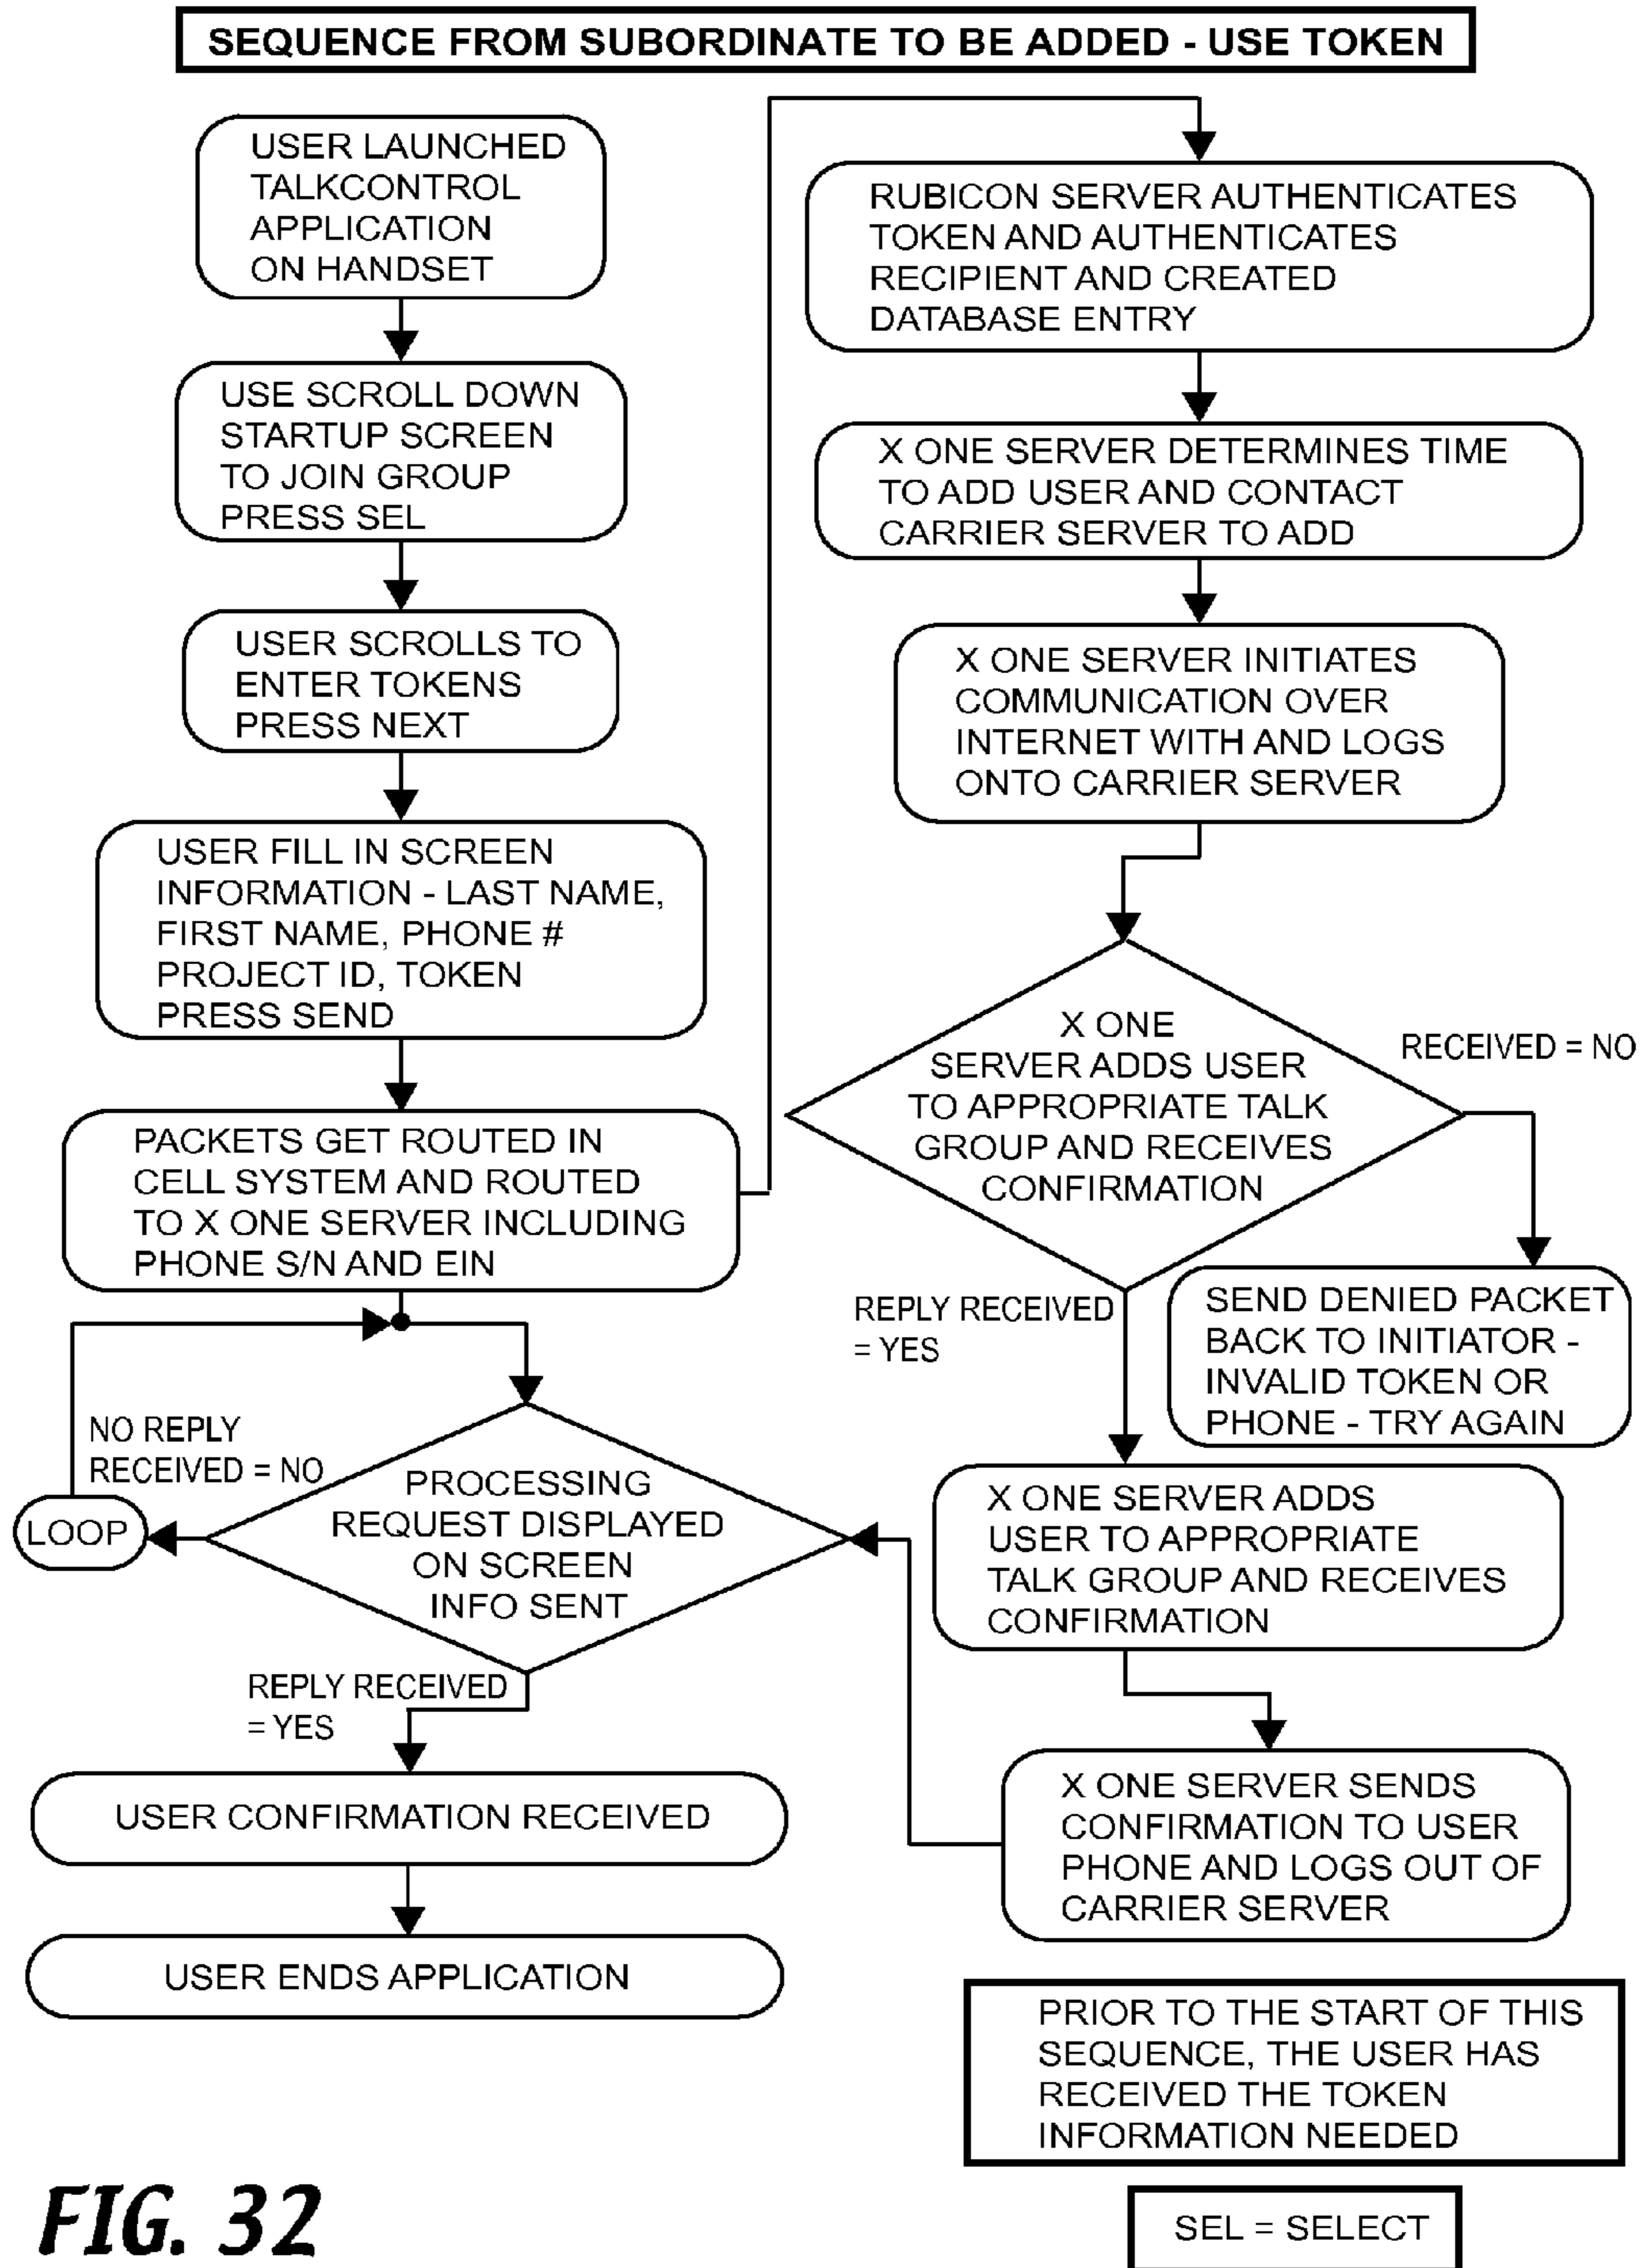 SEQUENCE FROM SUBORDINATE TO BE ADDED - USE TOKEN
USER LAUNCHED
TALKCONTROL
APPLICATION
ON HANDSET
USE SCROLL DOWN
STARTUP SCREEN
TO JOIN GROUP
PRESS SEL
USER SCROLLS TO
ENTER TOKENS
PRESS NEXT
USER FILL IN SCREEN
INFORMATION - LAST NAME,
FIRST NAME, PHONE #
PROJECT ID, TOKEN
PRESS SEND
PACKETS GET ROUTED IN
CELL SYSTEM AND ROUTED
TO X ONE SERVER INCLUDING
PHONE S/N AND EIN
NO REPLY
RECEIVED = NO
LOOP
PROCESSING
REQUEST DISPLAYED
ON SCREEN
INFO SENT
REPLY RECEIVED
= YES
USER CONFIRMATION RECEIVED
USER ENDS APPLICATION
RUBICON SERVER AUTHENTICATES
TOKEN AND AUTHENTICATES
RECIPIENT AND CREATED
DATABASE ENTRY
X ONE SERVER DETERMINES TIME
TO ADD USER AND CONTACT
CARRIER SERVER TO ADD
X ONE SERVER INITIATES
COMMUNICATION OVER
INTERNET WITH AND LOGS
ONTO CARRIER SERVER
X ONE
SERVER ADDS USER
TO APPROPRIATE TALK
GROUP AND RECEIVES
CONFIRMATION
RECEIVED = NO
REPLY RECEIVED
= YES
SEND DENIED PACKET
BACK TO INITIATOR -
INVALID TOKEN OR
PHONE - TRY AGAIN
X ONE SERVER ADDS
USER TO APPROPRIATE
TALK GROUP AND RECEIVES
CONFIRMATION
X ONE SERVER SENDS
CONFIRMATION TO USER
PHONE AND LOGS OUT OF
CARRIER SERVER
PRIOR TO THE START OF THIS
SEQUENCE, THE USER HAS
RECEIVED THE TOKEN
INFORMATION NEEDED
SEL = SELECT
FIG. 32